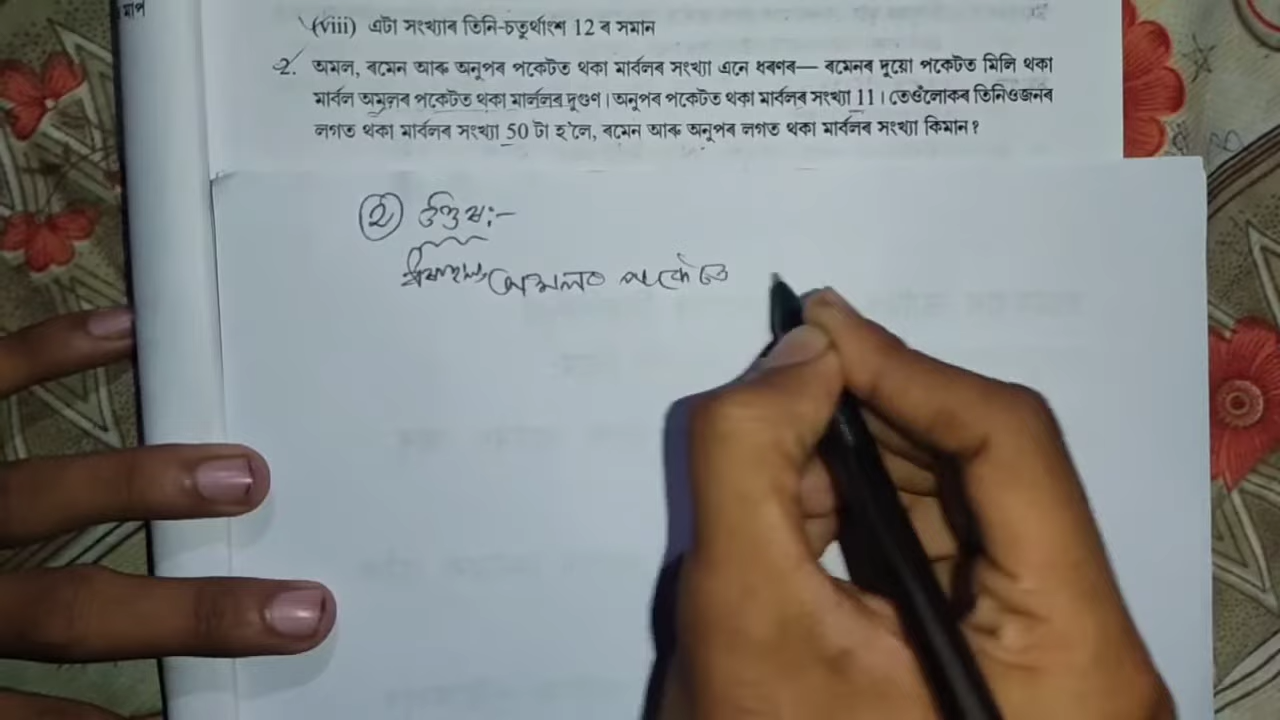 মাপ
(viii) এটা সংখ্যাৰ তিনি-চতুৰ্থাংশ 12 ৰ সমান
2. অমল, ৰমেন আৰু অনুপৰ পকেটত থকা মাৰ্বলৰ সংখ্যা এনে ধৰণৰ— ৰমেনৰ দুয়ো পকেটত মিলি থকা
মাৰ্বল অমলৰ পকেটত থকা মাৰ্লনৰ দুগুণ। অনুপৰ পকেটত থকা মাৰ্বলৰ সংখ্যা 11। তেওঁলোকৰ তিনিওজনৰ
লগত থকা মাৰ্বলৰ সংখ্যা 50 টা হ'লে, ৰমেন আৰু অনুপৰ লগত থকা মাৰ্বলৰ সংখ্যা কিমান?
2 উত্তৰ:-
অমলৰ পকেটত